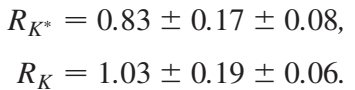 R_{K*} = 0.83 ± 0.17 ± 0.08,
R_K = 1.03 ± 0.19 ± 0.06.